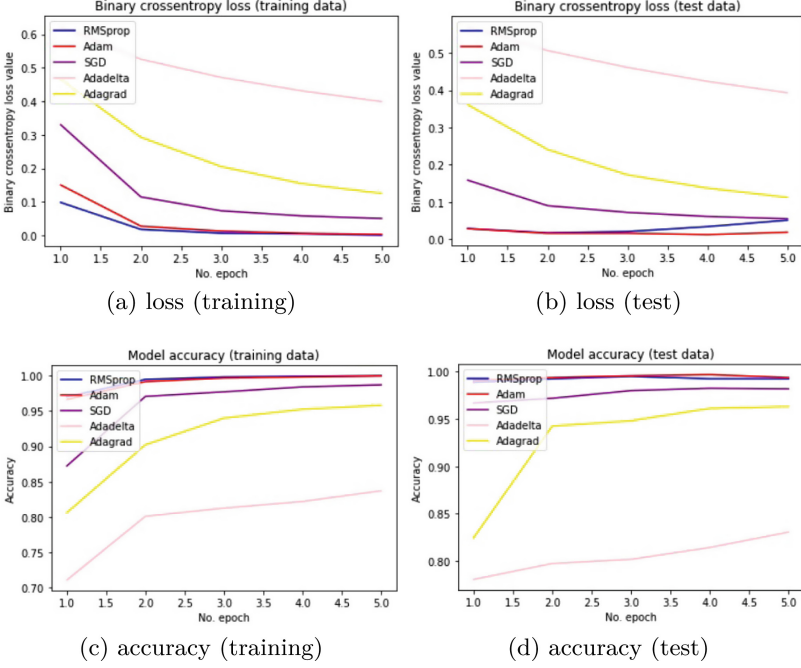 Binary crossentropy loss (training data)
Binary crossentropy loss value
0.6
0.5
0.4
0.3
0.2
0.1
0.0
RMSprop
Adam
SGD
Adadelta
Adagrad
1.0 1.5 2.0 2.5 3.0 3.5 4.0 4.5 5.0
No. epoch
(a) loss (training)
Binary crossentropy loss (test data)
Binary crossentropy loss value
0.5
0.4
0.3
0.2
0.1
0.0
RMSprop
Adam
SGD
Adadelta
Adagrad
1.0 1.5 2.0 2.5 3.0 3.5 4.0 4.5 5.0
No. epoch
(b) loss (test)
Model accuracy (training data)
Accuracy
1.00
0.95
0.90
0.85
0.80
0.75
0.70
RMSprop
Adam
SGD
Adadelta
Adagrad
1.0 1.5 2.0 2.5 3.0 3.5 4.0 4.5 5.0
No. epoch
(c) accuracy (training)
Model accuracy (test data)
Accuracy
1.00
0.95
0.90
0.85
0.80
RMSprop
Adam
SGD
Adadelta
Adagrad
1.0 1.5 2.0 2.5 3.0 3.5 4.0 4.5 5.0
No. epoch
(d) accuracy (test)